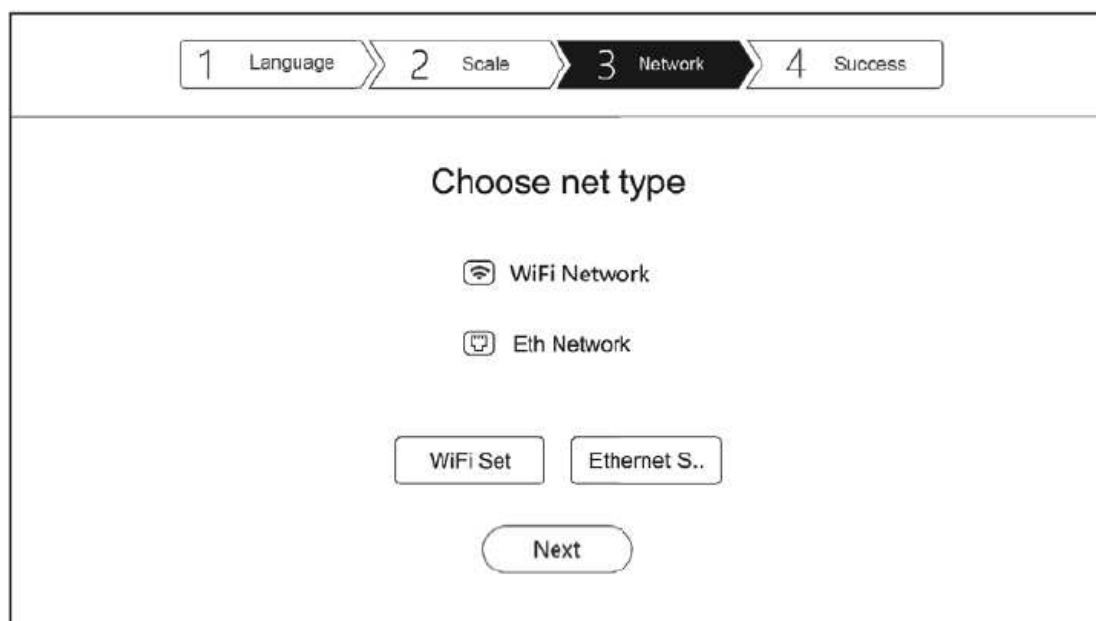 1 Language 2 Scale 3 Network 4 Success
Choose net type
WiFi Network
Eth Network
WiFi Set Ethernet S..
Next